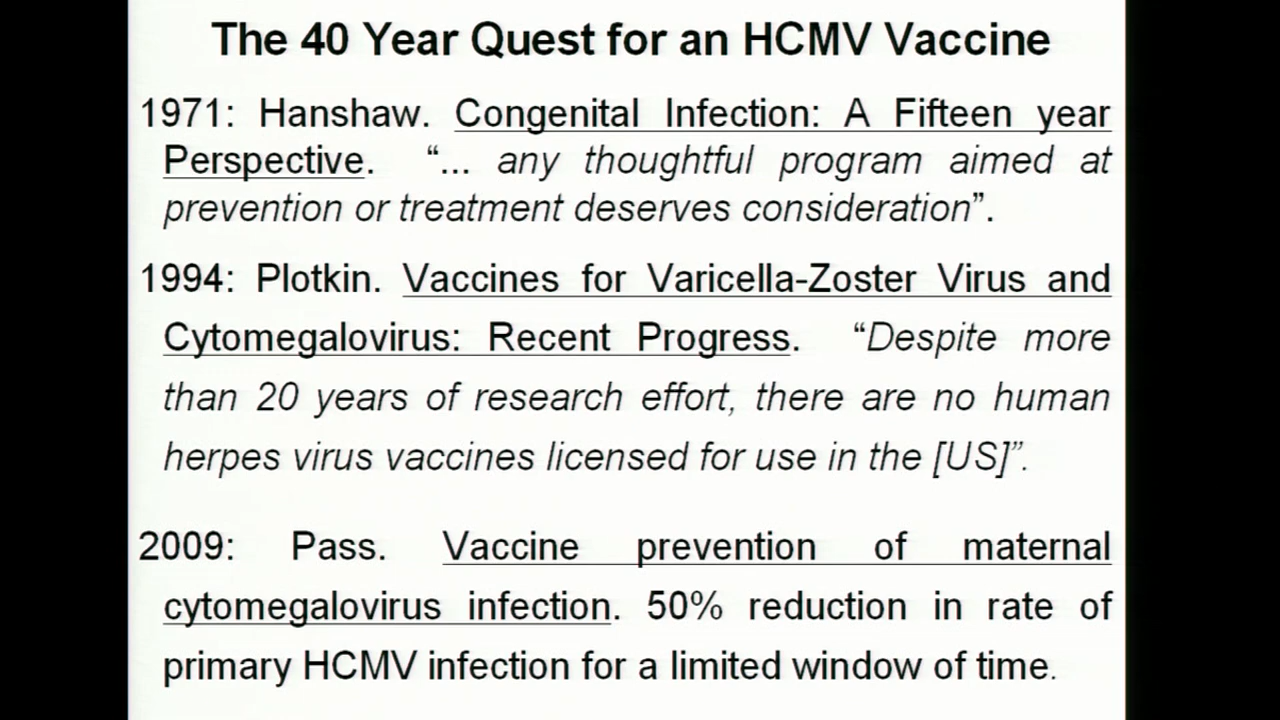 The 40 Year Quest for an HCMV Vaccine
1971: Hanshaw. Congenital Infection: A Fifteen year
Perspective. “... any thoughtful program aimed at
prevention or treatment deserves consideration”.
1994: Plotkin. Vaccines for Varicella-Zoster Virus and
Cytomegalovirus: Recent Progress. “Despite more
than 20 years of research effort, there are no human
herpes virus vaccines licensed for use in the [US]”.
2009: Pass. Vaccine prevention of maternal
cytomegalovirus infection. 50% reduction in rate of
primary HCMV infection for a limited window of time.